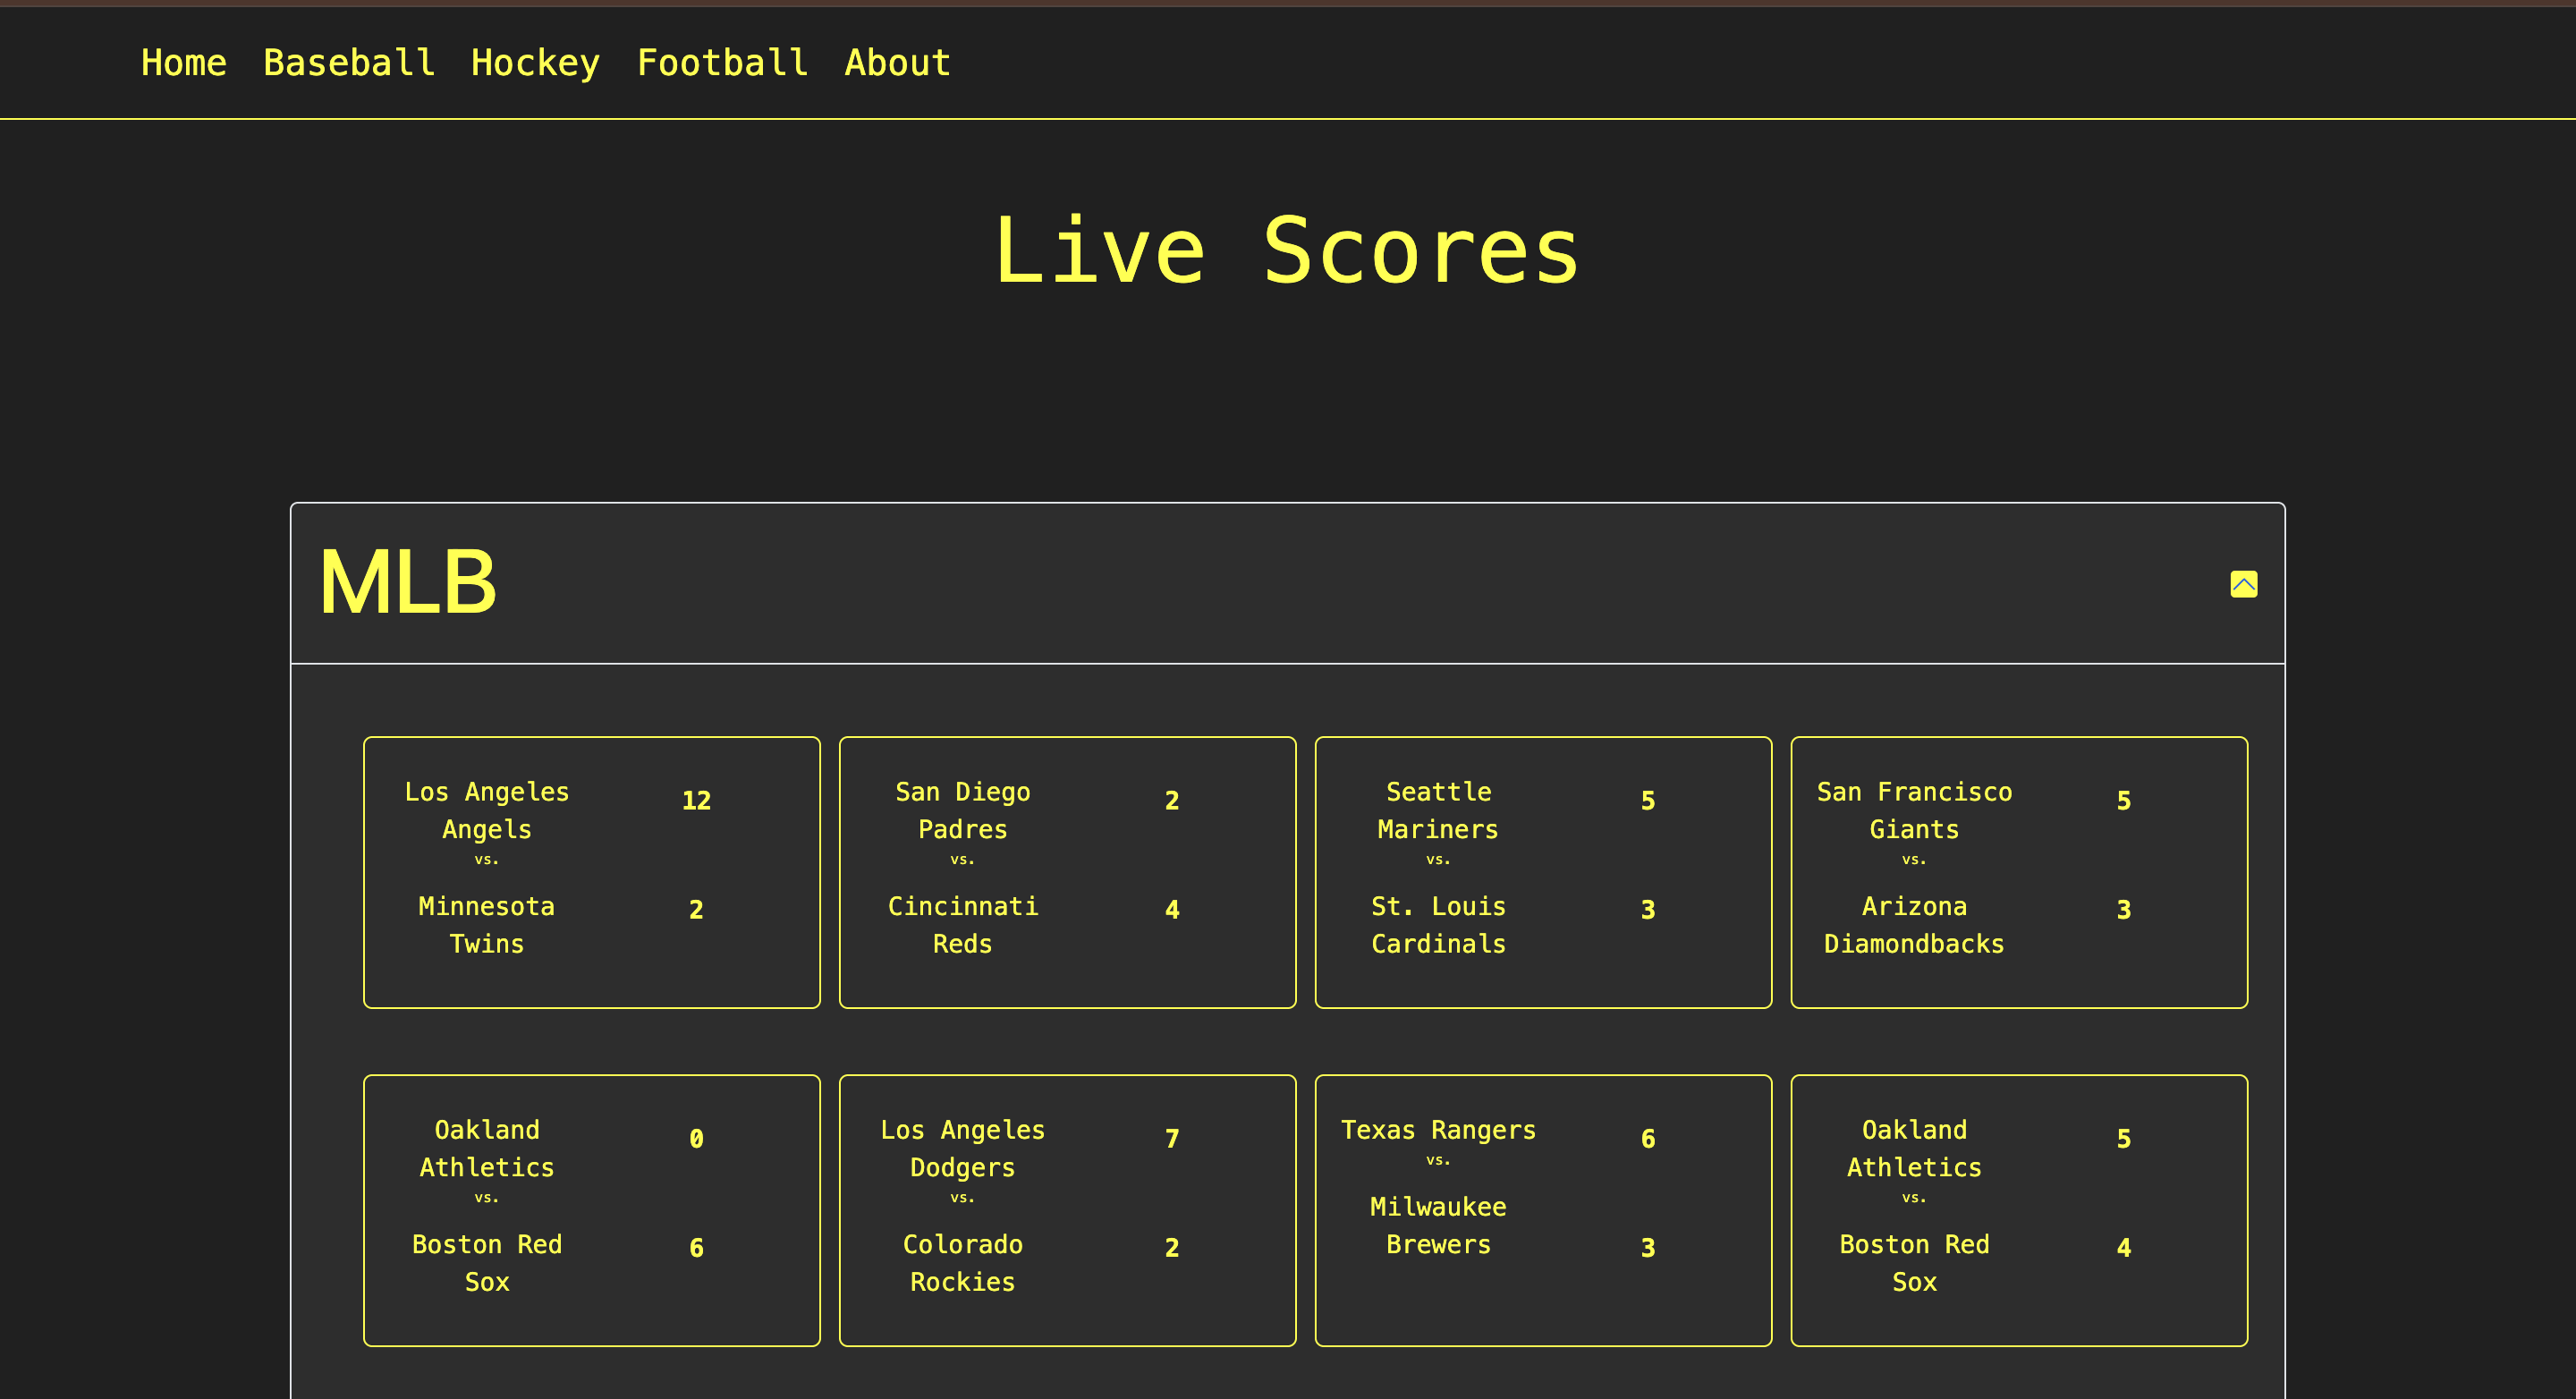 Home Baseball Hockey Football About
Live Scores
MLB
Los Angeles
Angels
vs.
Minnesota
Twins
12
2
San Diego
Padres
vs.
Cincinnati
Reds
2
4
Seattle
Mariners
vs.
St. Louis
Cardinals
5
3
San Francisco
Giants
vs.
Arizona
Diamondbacks
5
3
Oakland
Athletics
vs.
Boston Red
Sox
0
6
Los Angeles
Dodgers
vs.
Colorado
Rockies
7
2
Texas Rangers
vs.
Milwaukee
Brewers
6
3
Oakland
Athletics
vs.
Boston Red
Sox
5
4